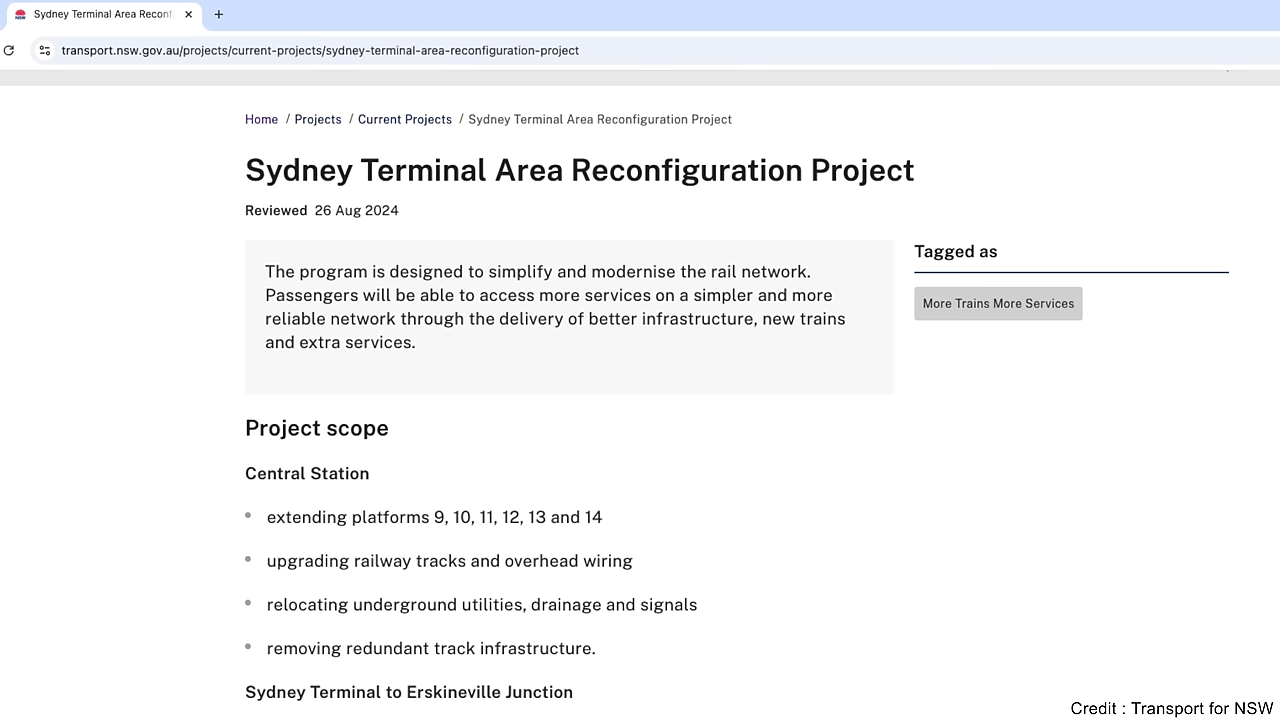 Sydney Terminal Area Reconf
transport.nsw.gov.au/projects/current-projects/sydney-terminal-area-reconfiguration-project
Home / Projects / Current Projects / Sydney Terminal Area Reconfiguration Project
Sydney Terminal Area Reconfiguration Project
Reviewed 26 Aug 2024
The program is designed to simplify and modernise the rail network.
Passengers will be able to access more services on a simpler and more
reliable network through the delivery of better infrastructure, new trains
and extra services.
Tagged as
More Trains More Services
Project scope
Central Station
• extending platforms 9, 10, 11, 12, 13 and 14
• upgrading railway tracks and overhead wiring
• relocating underground utilities, drainage and signals
• removing redundant track infrastructure.
Sydney Terminal to Erskineville Junction
Credit : Transport for NSW